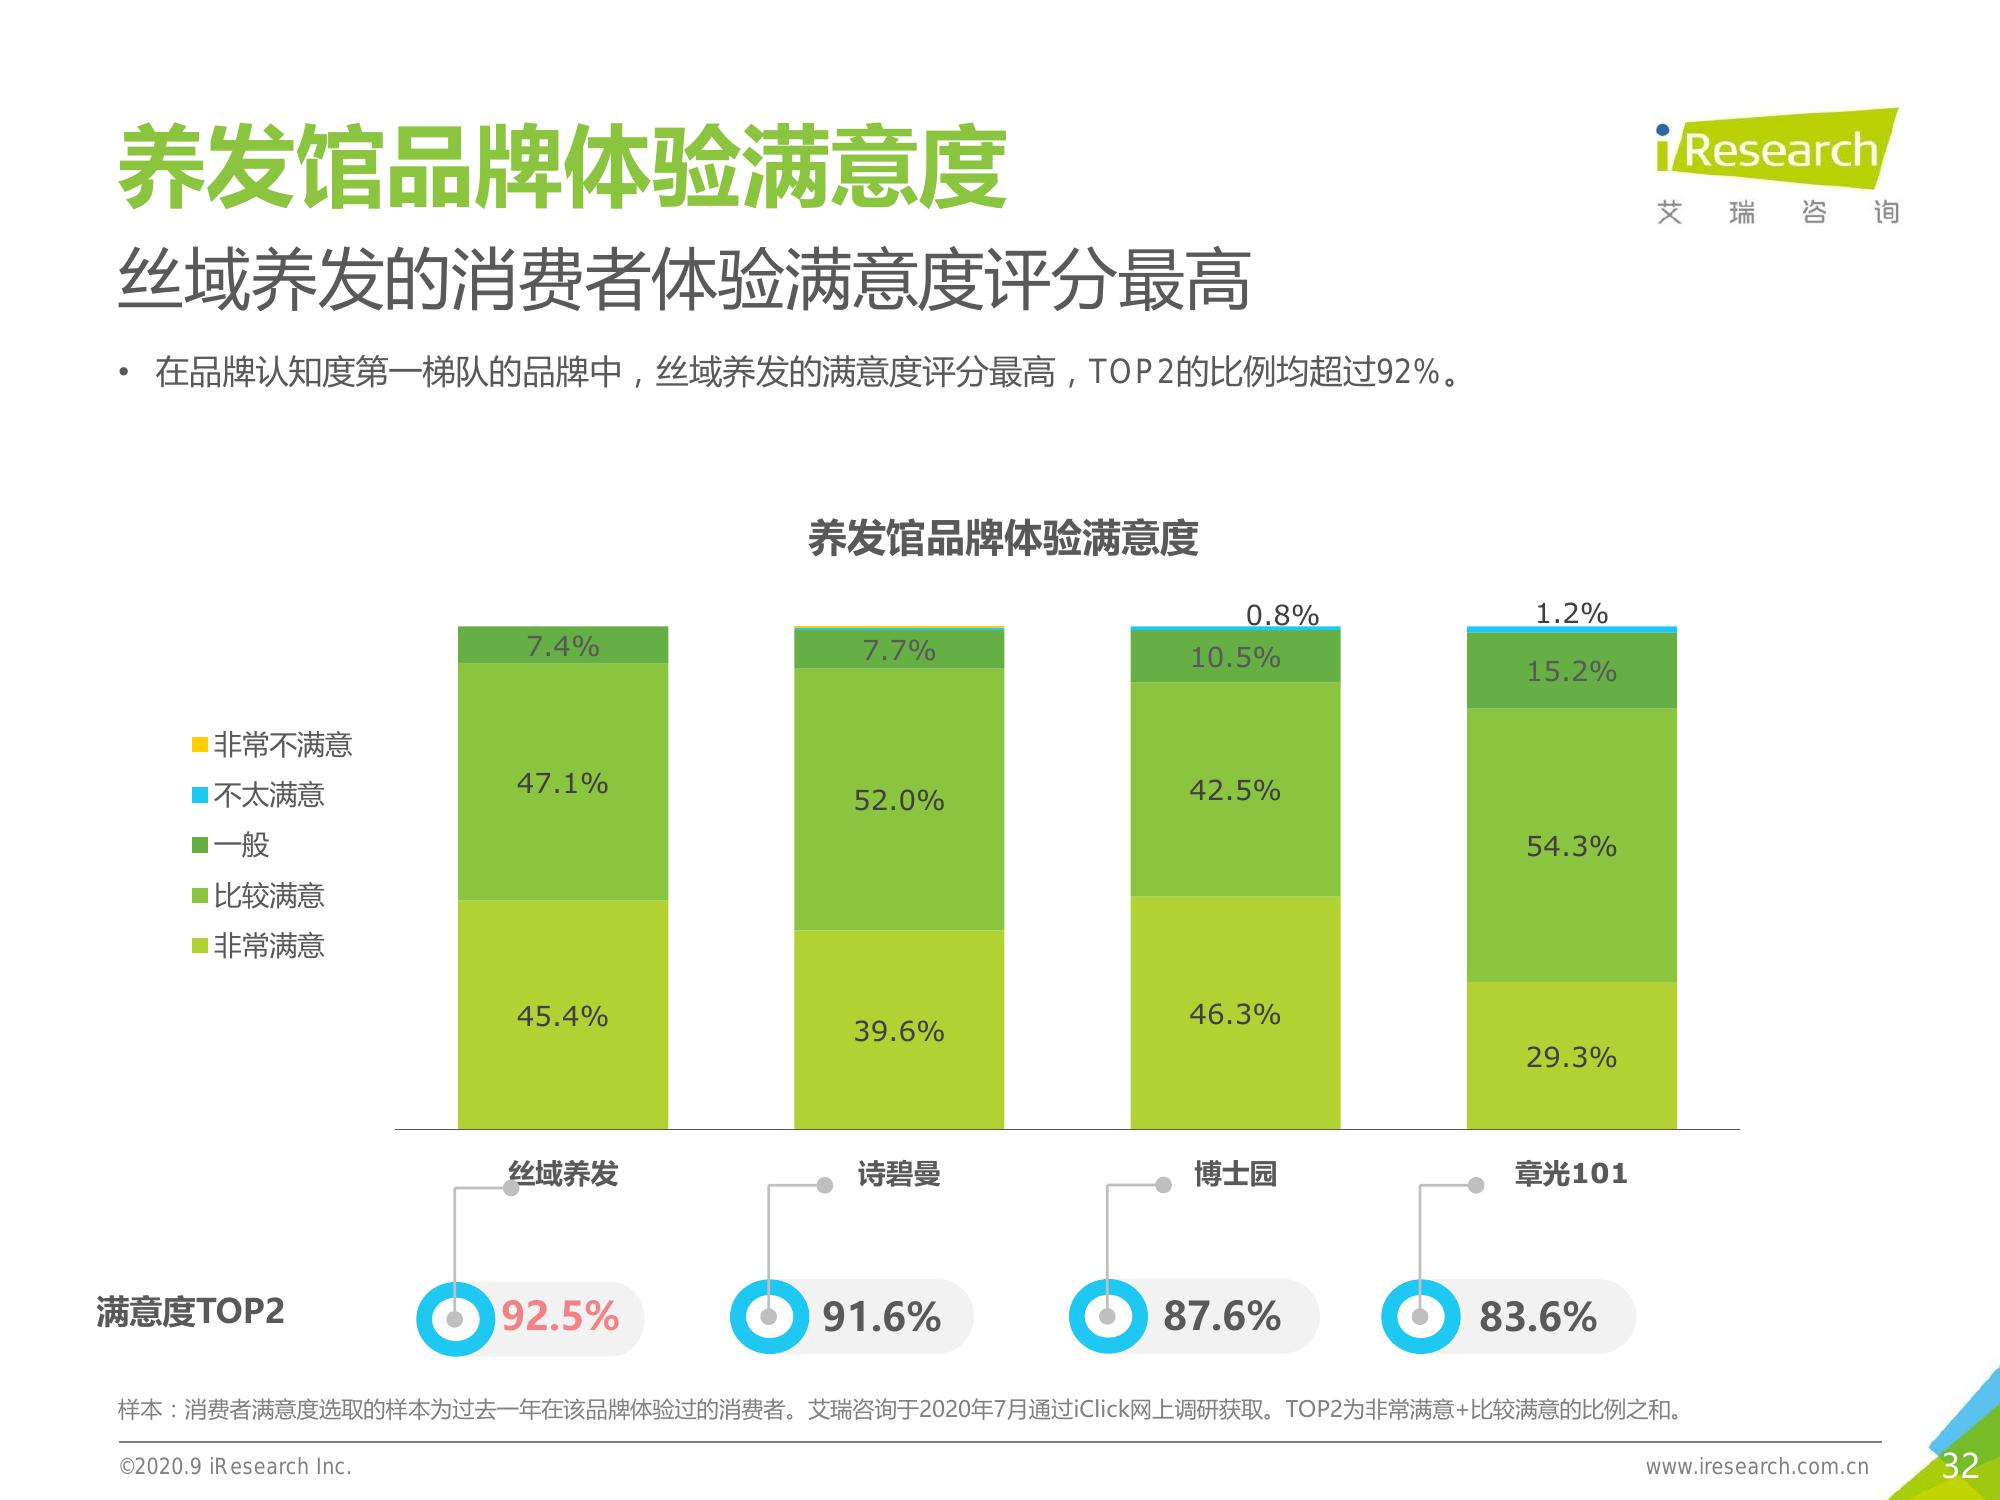 养发馆品牌体验满意度
iResearch
艾瑞咨询
丝域养发的消费者体验满意度评分最高
• 在品牌认知度第一梯队的品牌中，丝域养发的满意度评分最高，TOP2的比例均超过92%。
养发馆品牌体验满意度
0.8%
1.2%
7.4%
7.7%
10.5%
15.2%
47.1%
52.0%
42.5%
54.3%
45.4%
39.6%
46.3%
29.3%
非常不满意
不太满意
一般
比较满意
非常满意
丝域养发
诗碧曼
博士园
章光101
满意度TOP2
92.5%
91.6%
87.6%
83.6%
样本：消费者满意度选取的样本为过去一年在该品牌体验过的消费者。艾瑞咨询于2020年7月通过iClick网上调研获取。TOP2为非常满意+比较满意的比例之和。
©2020.9 iResearch Inc.
www.iresearch.com.cn
32